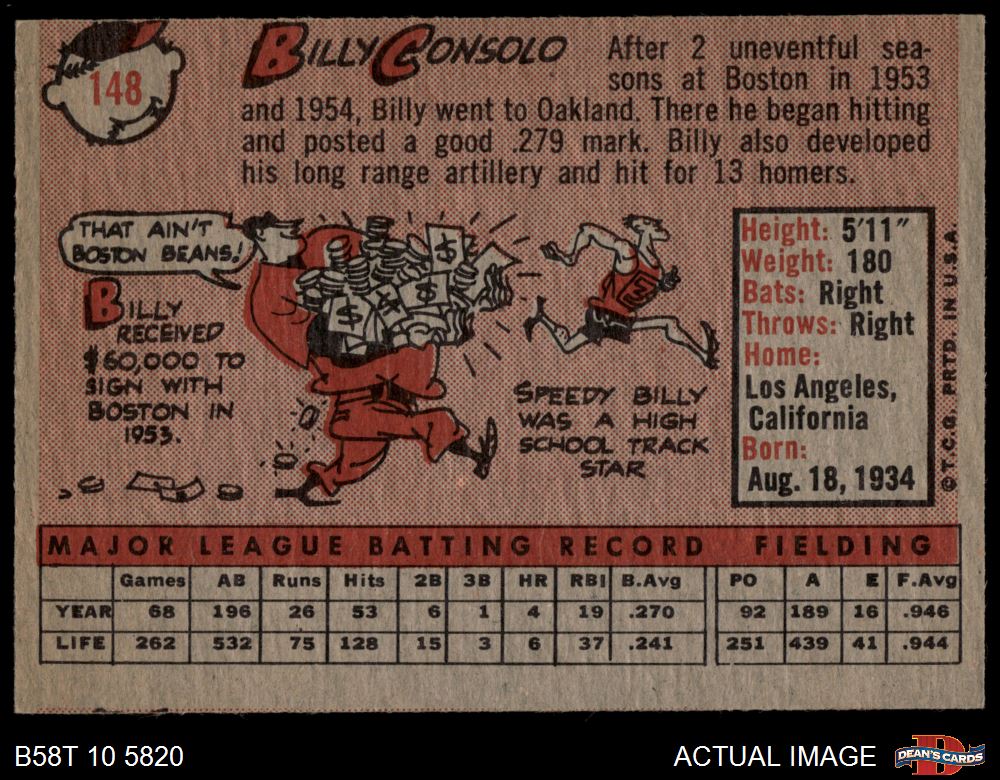 148
BILLY CONSOLO
After 2 uneventful sea-
sons at Boston in 1953
and 1954, Billy went to Oakland. There he began hitting
and posted a good .279 mark. Billy also developed
his long range artillery and hit for 13 homers.
THAT AIN'T
BOSTON BEANS!
BILLY
RECEIVED
$60,000 TO
SIGN WITH
BOSTON IN
1953.
SPEEDY BILLY
WAS A HIGH
SCHOOL TRACK
STAR
Height: 5'11"
Weight: 180
Bats: Right
Throws: Right
Home:
Los Angeles,
California
Born:
Aug. 18, 1934
© T.C.G. PRTD. IN U.S.A.
MAJOR LEAGUE BATTING RECORD FIELDING
Games AB Runs Hits 2B 3B HR RBI B.Avg PO A E F.Avg
YEAR 68 196 26 53 6 1 4 19 .270 92 189 16 .946
LIFE 262 532 75 128 15 3 6 37 .241 251 439 41 .944
B58T 10 5820
ACTUAL IMAGE
D
DEAN'S CARDS